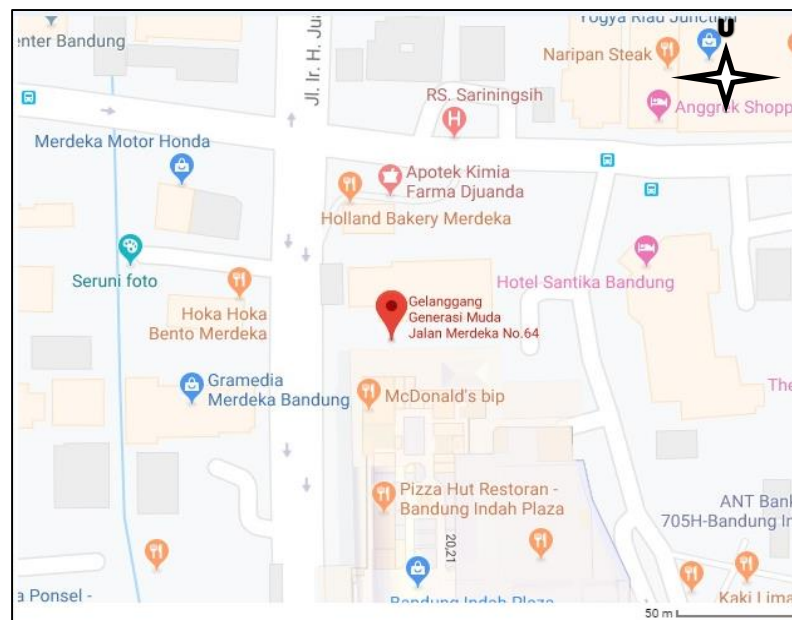 Yogya Riau Junction
U
enter Bandung
Jl. Ir. H. Jua
Naripan Steak
RS. Sariningsih
Anggrek Shopp
Merdeka Motor Honda
Apotek Kimia
Farma Djuanda
Holland Bakery Merdeka
Seruni foto
Hotel Santika Bandung
Hoka Hoka
Bento Merdeka
Gelanggang
Generasi Muda
Jalan Merdeka No.64
Gramedia
Merdeka Bandung
McDonald's bip
The
Pizza Hut Restoran -
Bandung Indah Plaza
ANT Bank
705H-Bandung In
20,21
a Ponsel -
Bandung Indah Plaza
Kaki Lima
50 m